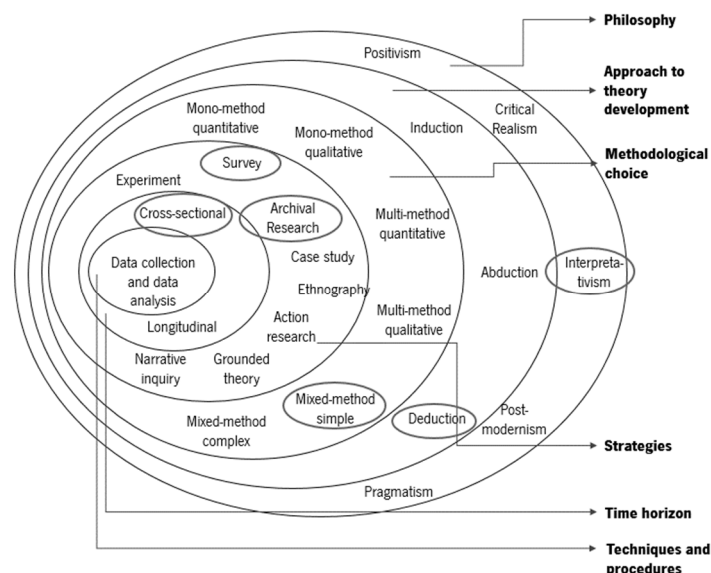 Philosophy
Positivism
Approach to
theory
development
Critical
Realism
Induction
Mono-method
quantitative
Mono-method
qualitative
Methodological
choice
Survey
Experiment
Cross-sectional
Archival
Research
Multi-method
quantitative
Case study
Data collection
and data
analysis
Abduction
Interpreta-
tivism
Ethnography
Longitudinal
Action
research
Multi-method
qualitative
Narrative
inquiry
Grounded
theory
Mixed-method
simple
Mixed-method
complex
Deduction
Post-
modernism
Strategies
Pragmatism
Time horizon
Techniques and
procedures